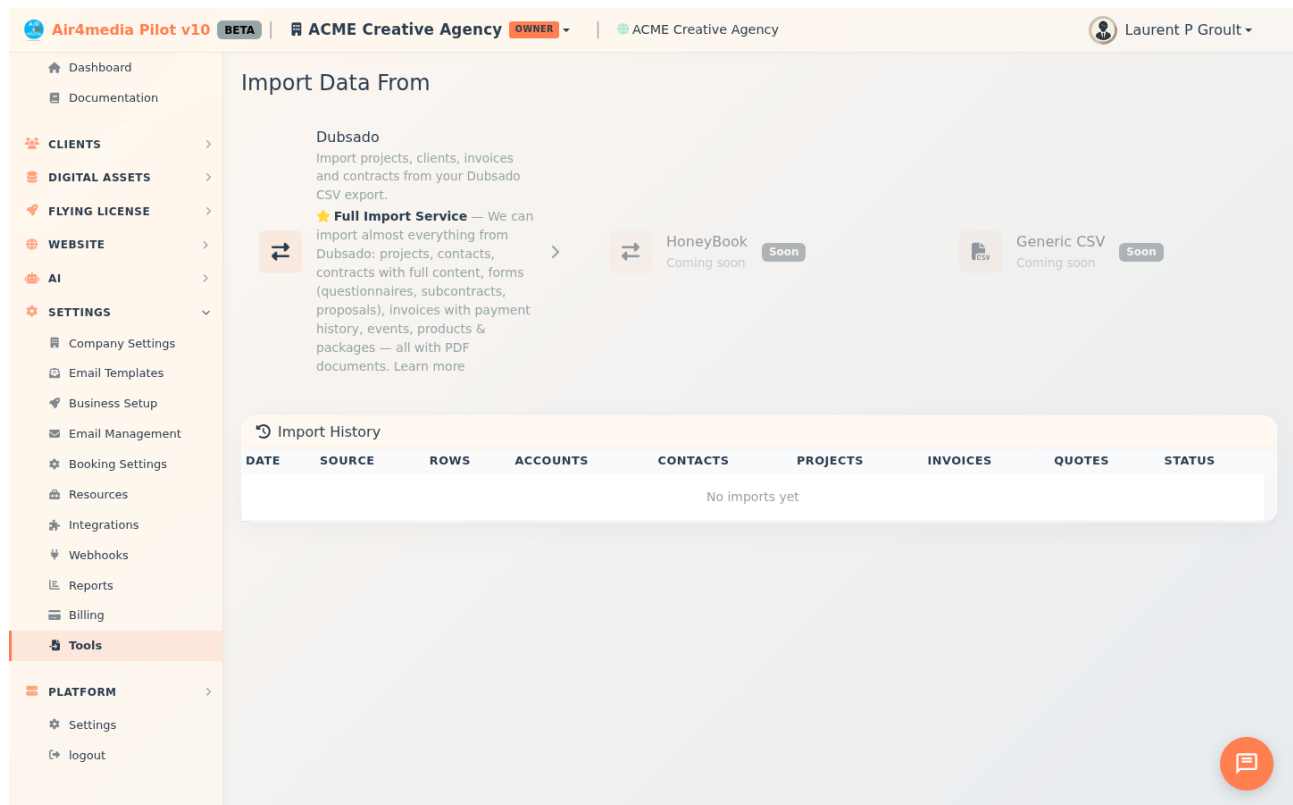 Air4media Pilot v10 BETA | ACME Creative Agency OWNER | ACME Creative Agency Laurent P Groult
Dashboard
Documentation
CLIENTS
DIGITAL ASSETS
FLYING LICENSE
WEBSITE
AI
SETTINGS
Company Settings
Email Templates
Business Setup
Email Management
Booking Settings
Resources
Integrations
Webhooks
Reports
Billing
Tools
PLATFORM
Settings
logout
Import Data From
Dubsado
Import projects, clients, invoices
and contracts from your Dubsado
CSV export.
⭐ Full Import Service — We can
import almost everything from
Dubsado: projects, contacts,
contracts with full content, forms
(questionnaires, subcontracts,
proposals), invoices with payment
history, events, products &
packages — all with PDF
documents. Learn more
HoneyBook Soon
Coming soon
CSV
Generic CSV Soon
Coming soon
Import History
DATE SOURCE ROWS ACCOUNTS CONTACTS PROJECTS INVOICES QUOTES STATUS
No imports yet